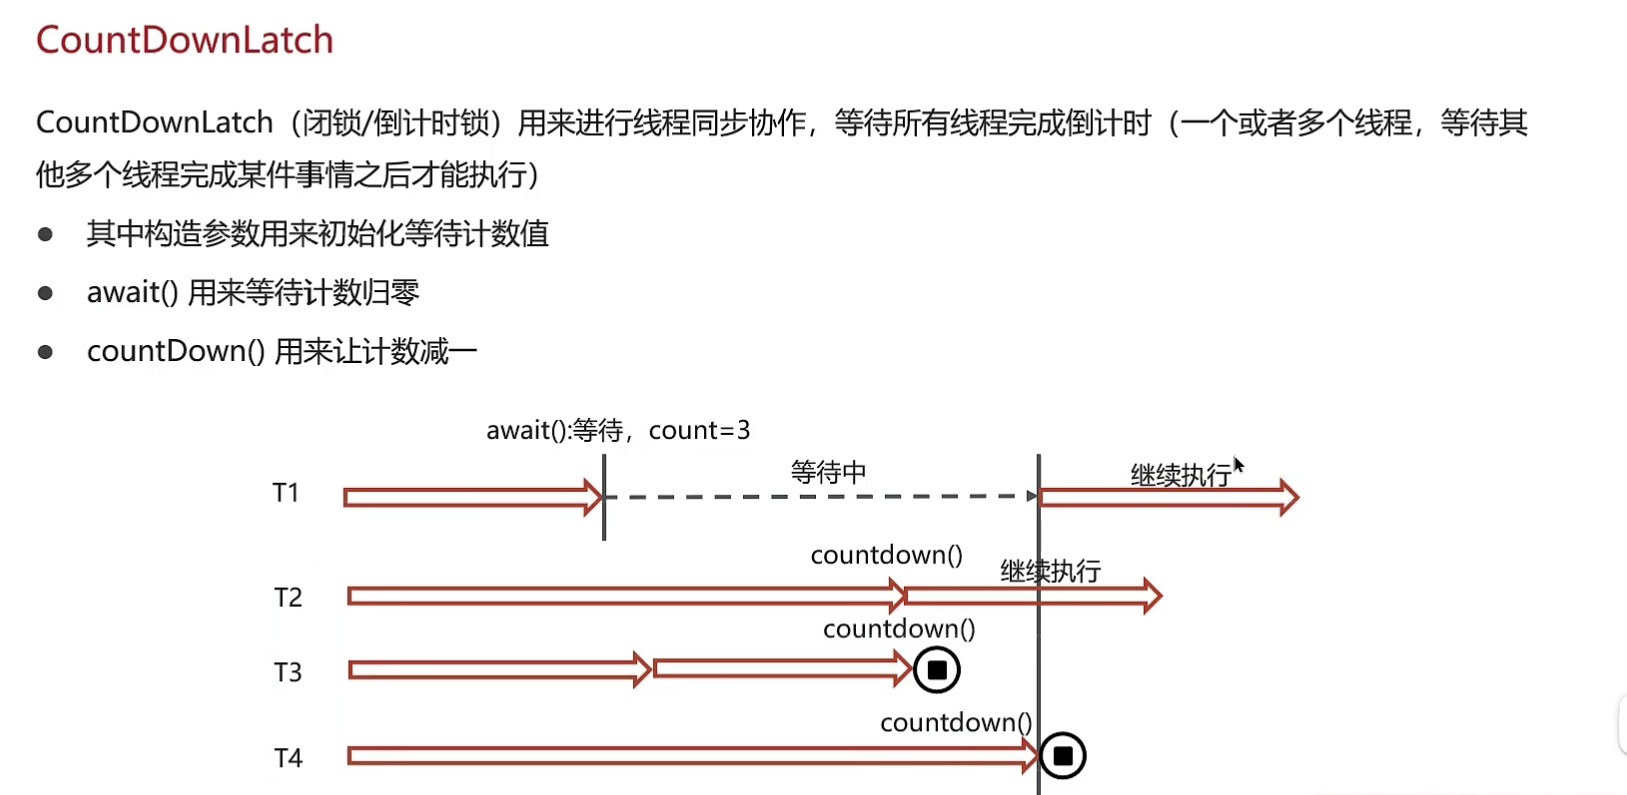 CountDownLatch
CountDownLatch（闭锁/倒计时锁）用来进行线程同步协作，等待所有线程完成倒计时（一个或者多个线程，等待其
他多个线程完成某件事情之后才能执行）
● 其中构造参数用来初始化等待计数值
● await() 用来等待计数归零
● countDown() 用来让计数减一
await():等待，count=3
等待中
继续执行
T1
countdown()
继续执行
T2
countdown()
T3
countdown()
T4